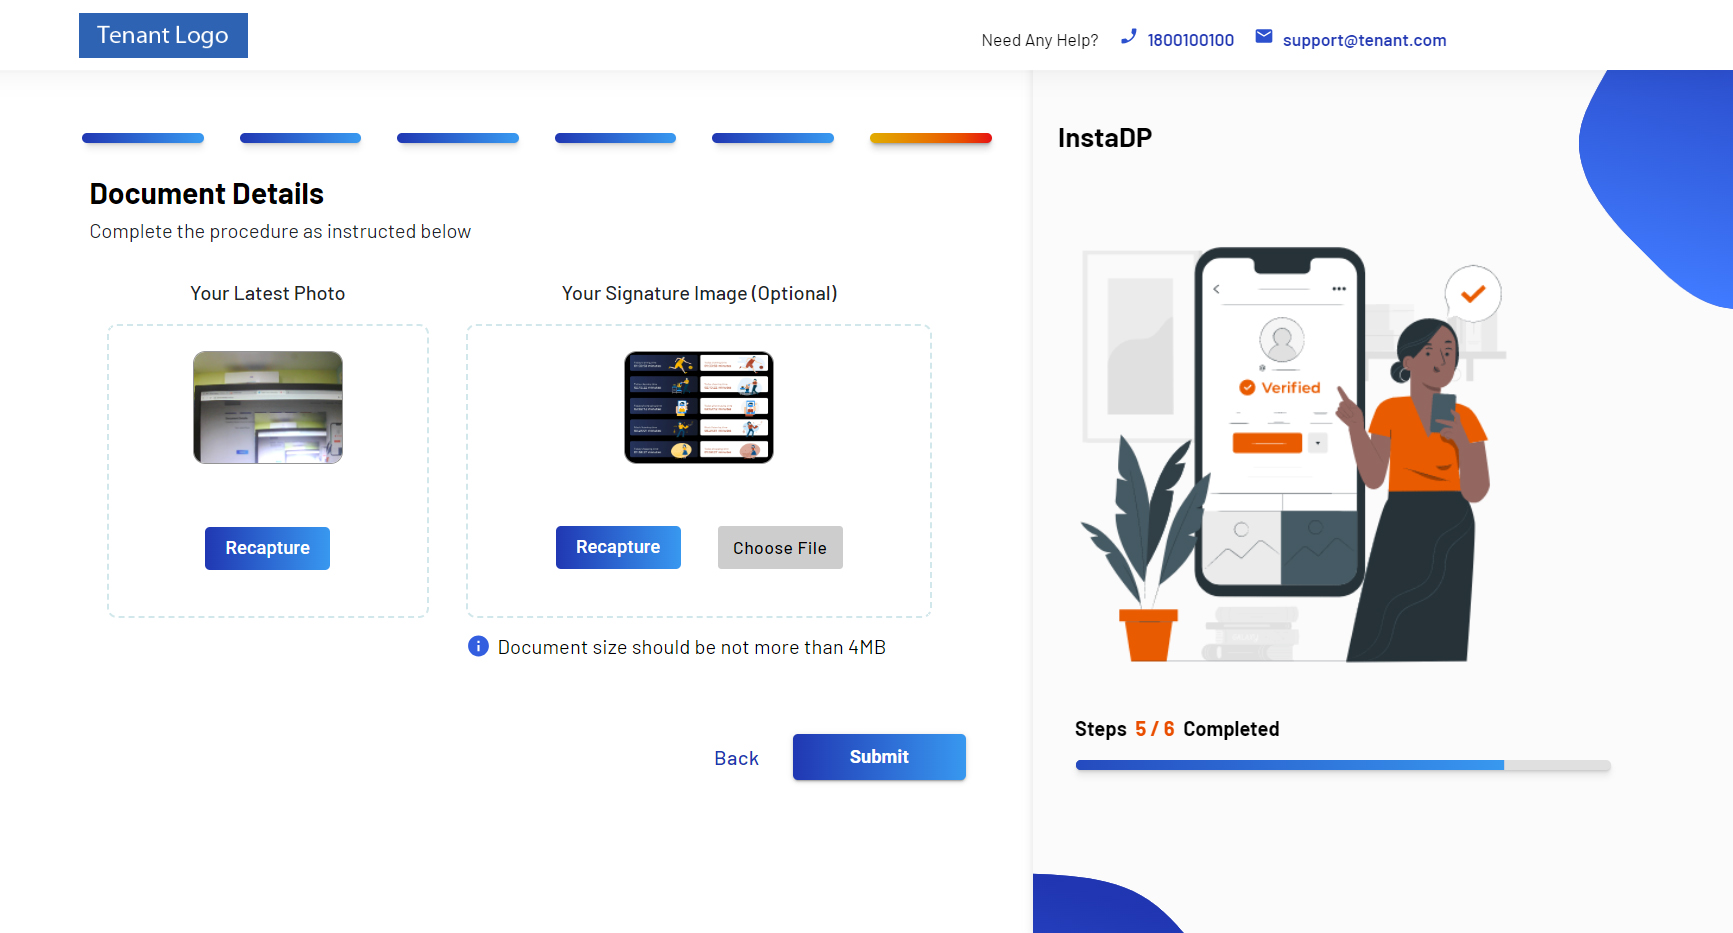 Tenant Logo
Need Any Help? 1800100100 support@tenant.com
InstaDP
Document Details
Complete the procedure as instructed below
Your Latest Photo
Your Signature Image (Optional)
Verified
Recapture
Recapture
Choose File
Document size should be not more than 4MB
Steps 5 / 6 Completed
Back
Submit